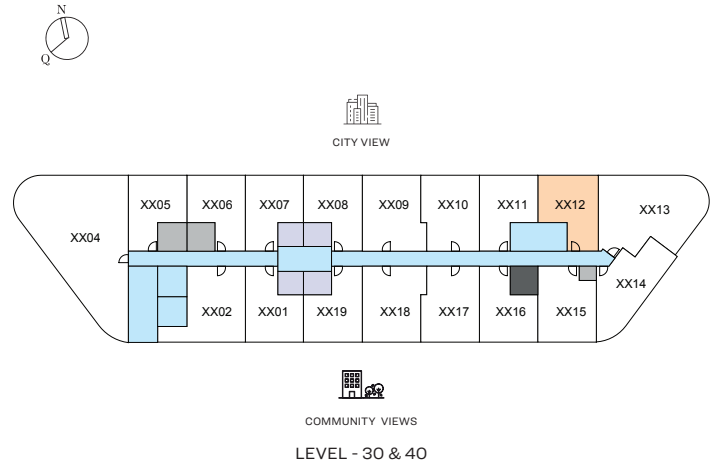 N
Q
CITY VIEW
XX05 XX06 XX07 XX08 XX09 XX10 XX11 XX12 XX13
XX04
XX14
XX02 XX01 XX19 XX18 XX17 XX16 XX15
COMMUNITY VIEWS
LEVEL - 30 & 40